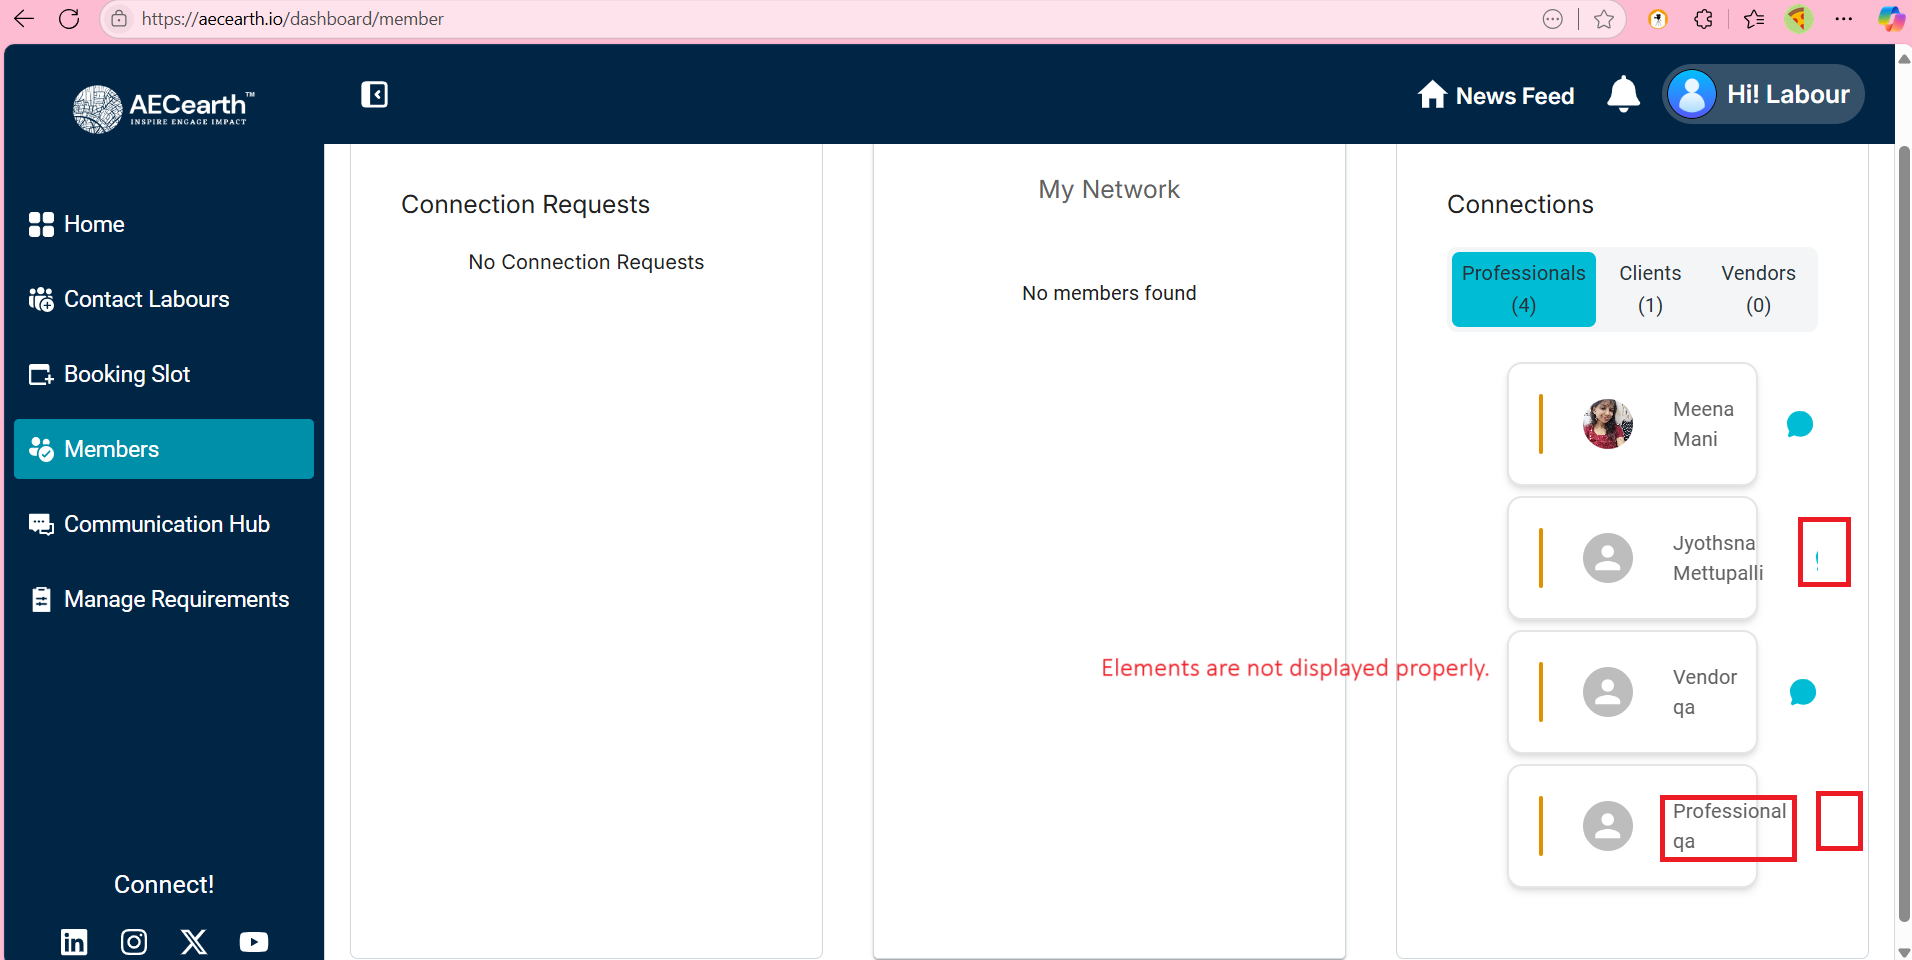 https://aecearth.io/dashboard/member
AECearth™
INSPIRE ENGAGE IMPACT
News Feed
Hi! Labour
Home
Contact Labours
Booking Slot
Members
Communication Hub
Manage Requirements
Connect!
Connection Requests
No Connection Requests
My Network
No members found
Connections
Professionals
(4)
Clients
(1)
Vendors
(0)
Meena
Mani
Jyothsna
Mettupalli
Vendor
qa
Professional
qa
Elements are not displayed properly.